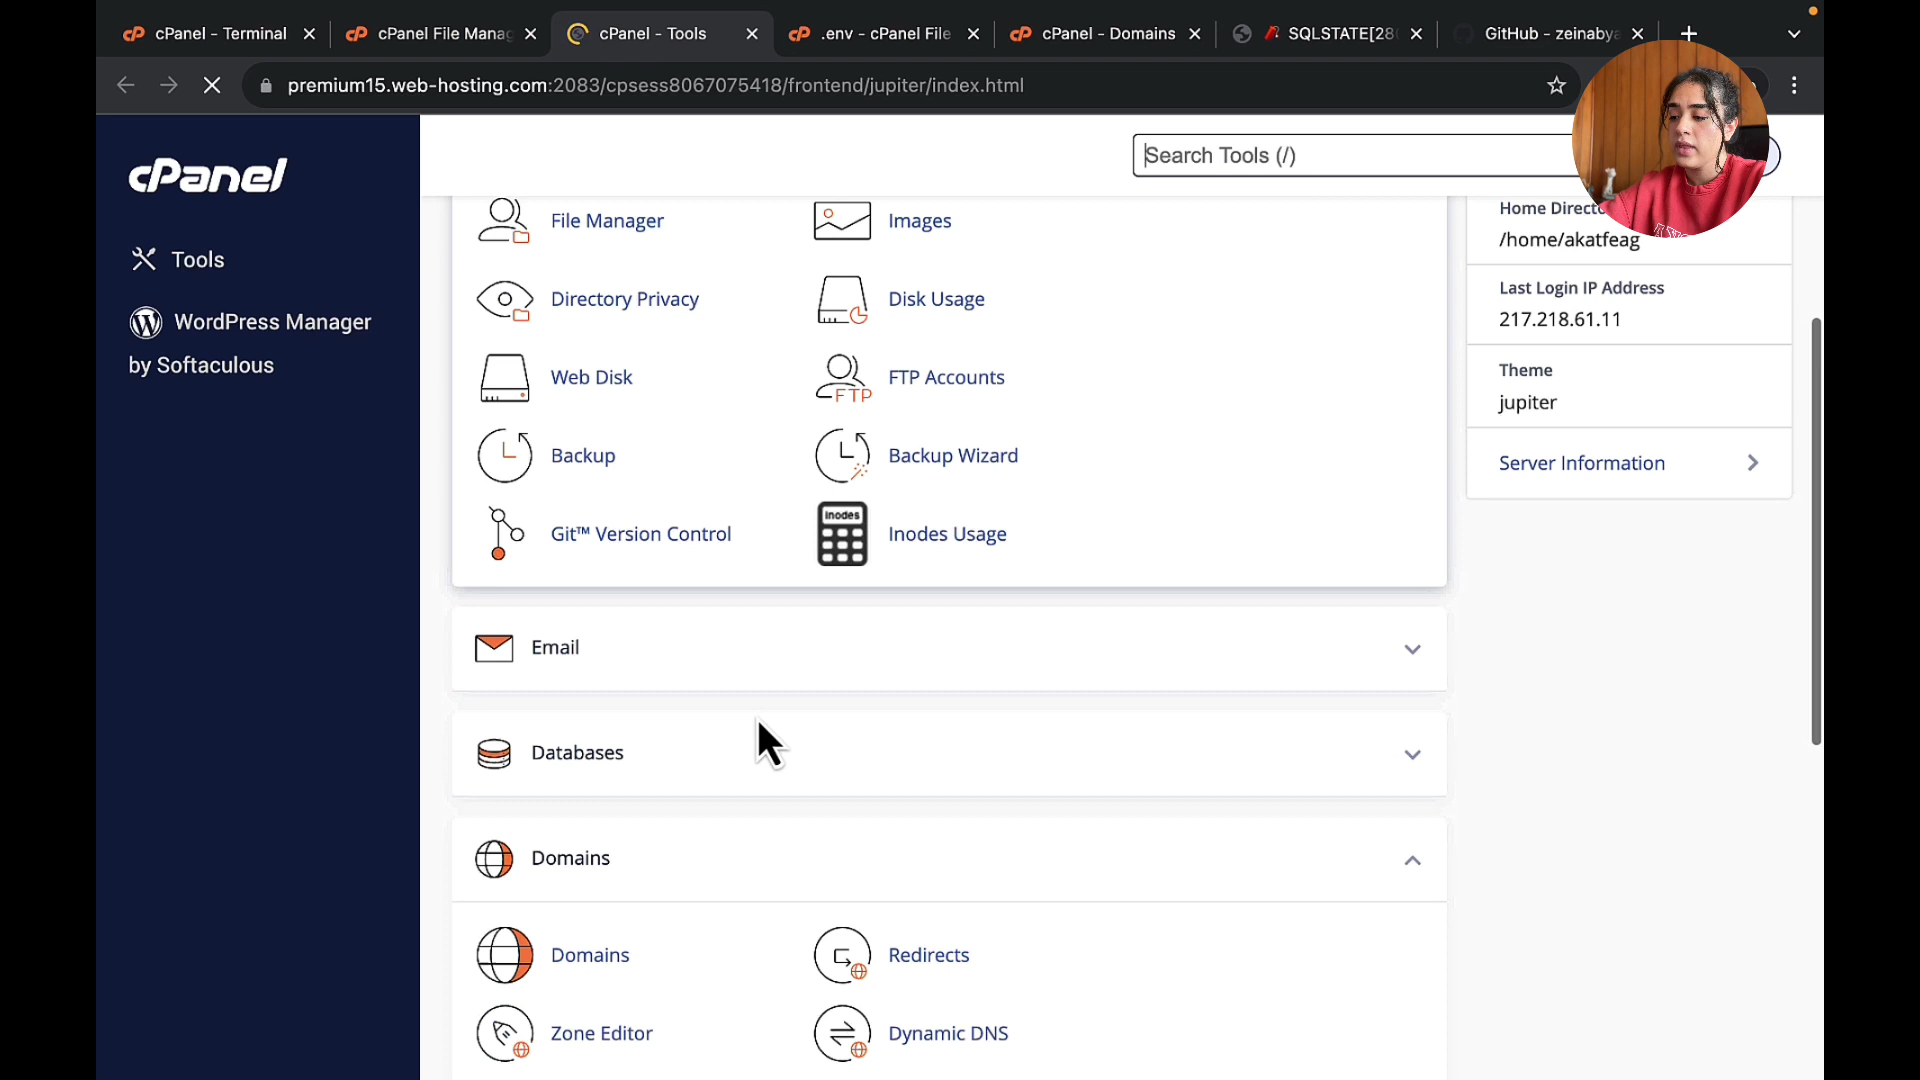 cPanel - Terminal
cPanel File Manag
cPanel - Tools
.env - cPanel File
cPanel - Domains
SQLSTATE[28
GitHub - zeinabya
premium15.web-hosting.com:2083/cpsess8067075418/frontend/jupiter/index.html
cPanel
Search Tools (/)
Tools
WordPress Manager
by Softaculous
File Manager
Images
Directory Privacy
Disk Usage
Web Disk
FTP
FTP Accounts
Backup
Backup Wizard
Git™ Version Control
Inodes
Inodes Usage
Email
Databases
Domains
Domains
Redirects
Zone Editor
Dynamic DNS
Home Directo
/home/akatfeag
Last Login IP Address
217.218.61.11
Theme
jupiter
Server Information